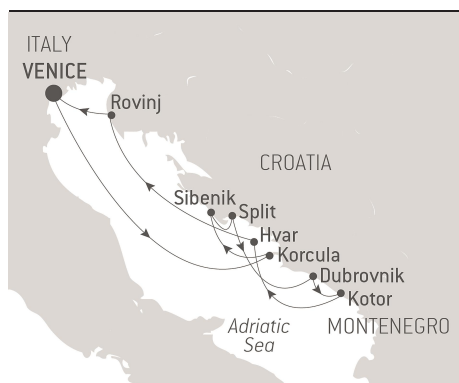 ITALY
VENICE
Rovinj
CROATIA
Sibenik
Split
Hvar
Korcula
Dubrovnik
Kotor
Adriatic
Sea
MONTENEGRO